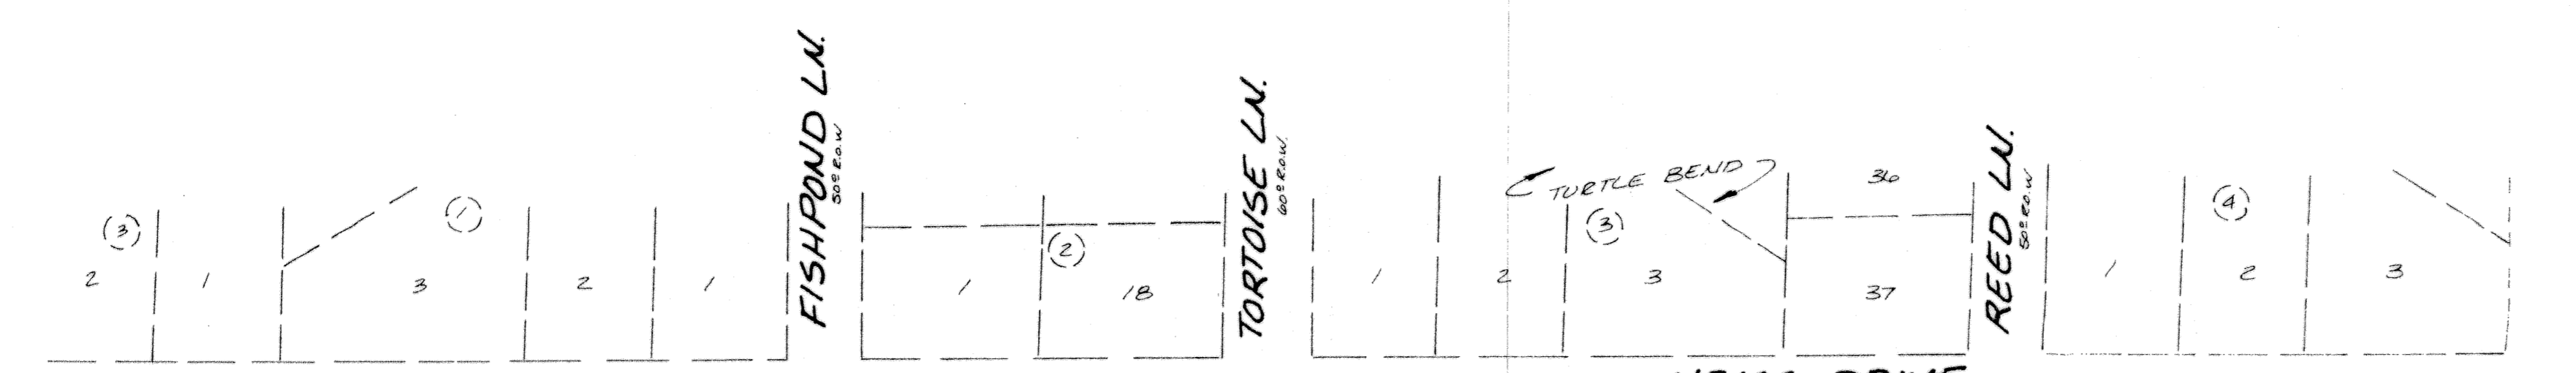 FISHPOND LN.
50' R.O.W
TORTOISE LN.
60' R.O.W.
REED LN.
50' R.O.W
TURTLE BEND
36
(3)
(1)
(2)
(3)
(4)
2
1
3
2
1
1
18
1
2
3
37
1
2
3
DRIVE